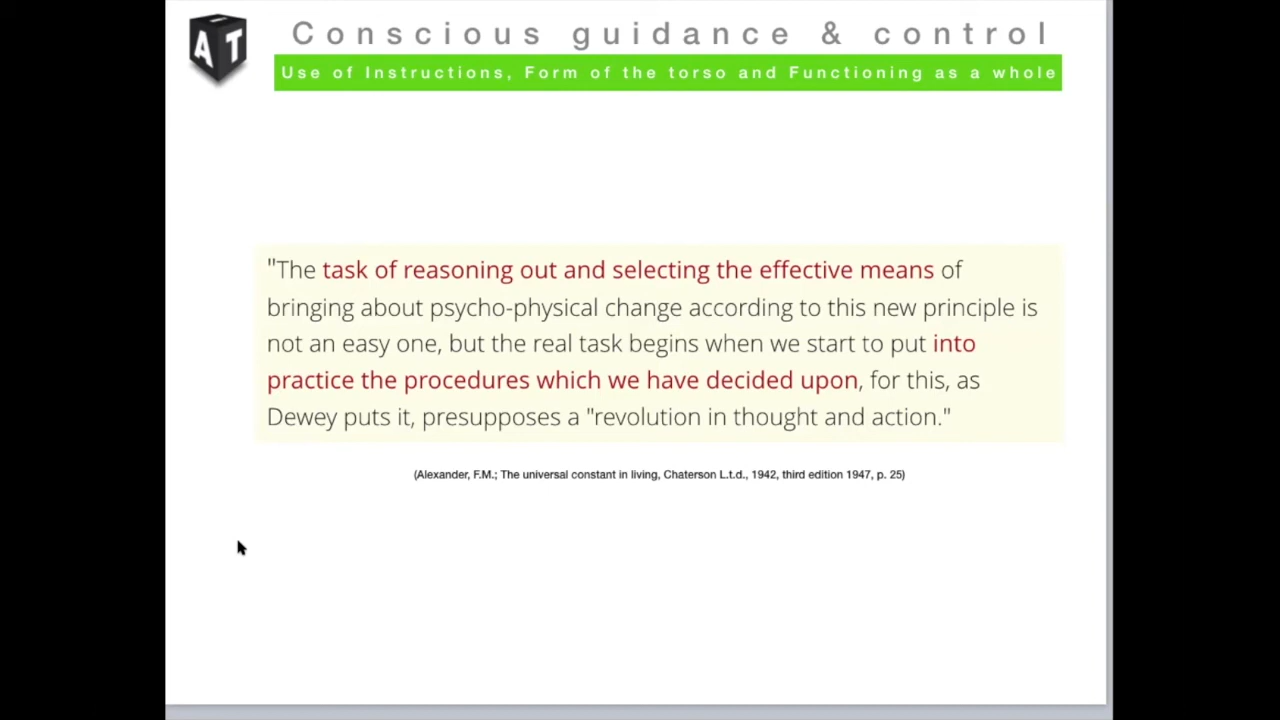 AT
Conscious guidance & control
Use of Instructions, Form of the torso and Functioning as a whole
"The task of reasoning out and selecting the effective means of
bringing about psycho-physical change according to this new principle is
not an easy one, but the real task begins when we start to put into
practice the procedures which we have decided upon, for this, as
Dewey puts it, presupposes a "revolution in thought and action."
(Alexander, F.M.; The universal constant in living, Chaterson L.t.d., 1942, third edition 1947, p. 25)